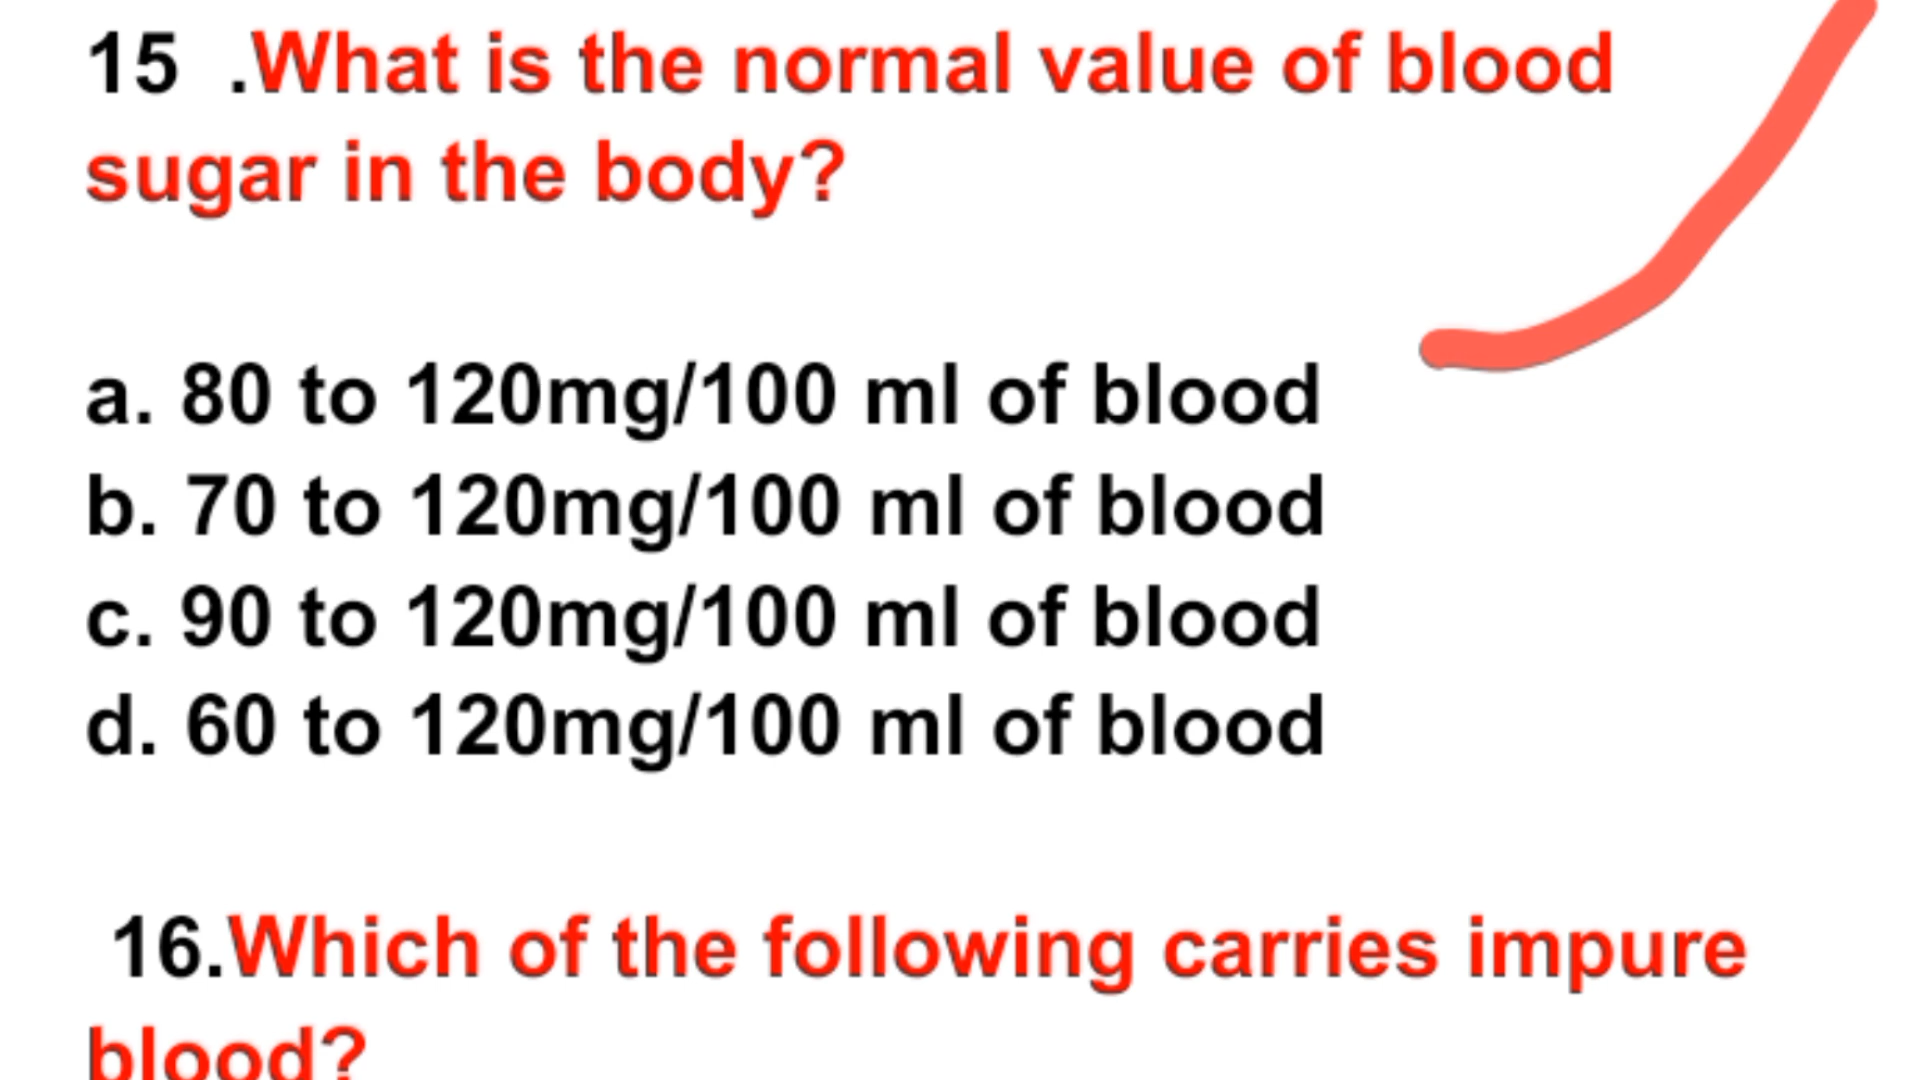 15 .What is the normal value of blood
sugar in the body?
a. 80 to 120mg/100 ml of blood
b. 70 to 120mg/100 ml of blood
c. 90 to 120mg/100 ml of blood
d. 60 to 120mg/100 ml of blood
16.Which of the following carries impure
blood?